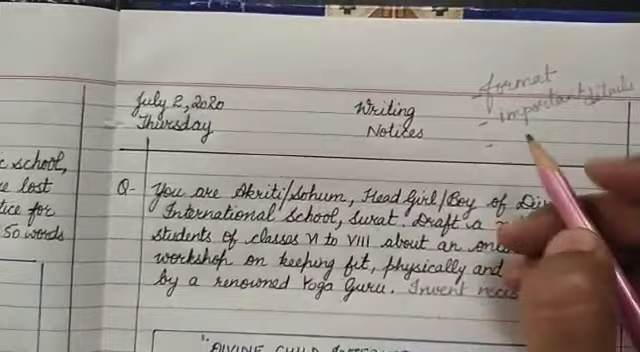 c school,
lost
tice for
50 words
July 2, 2020
Thursday
Writing
Notices
- format
- important details
-
Q- You are Akriti/Sohum, Head Girl/Boy of Div
International School, Surat. Draft a
students of classes VI to VIII about an
workshop on keeping fit, physically and
by a renowned Yoga Guru. Invent
1.
DIVINE CHILD